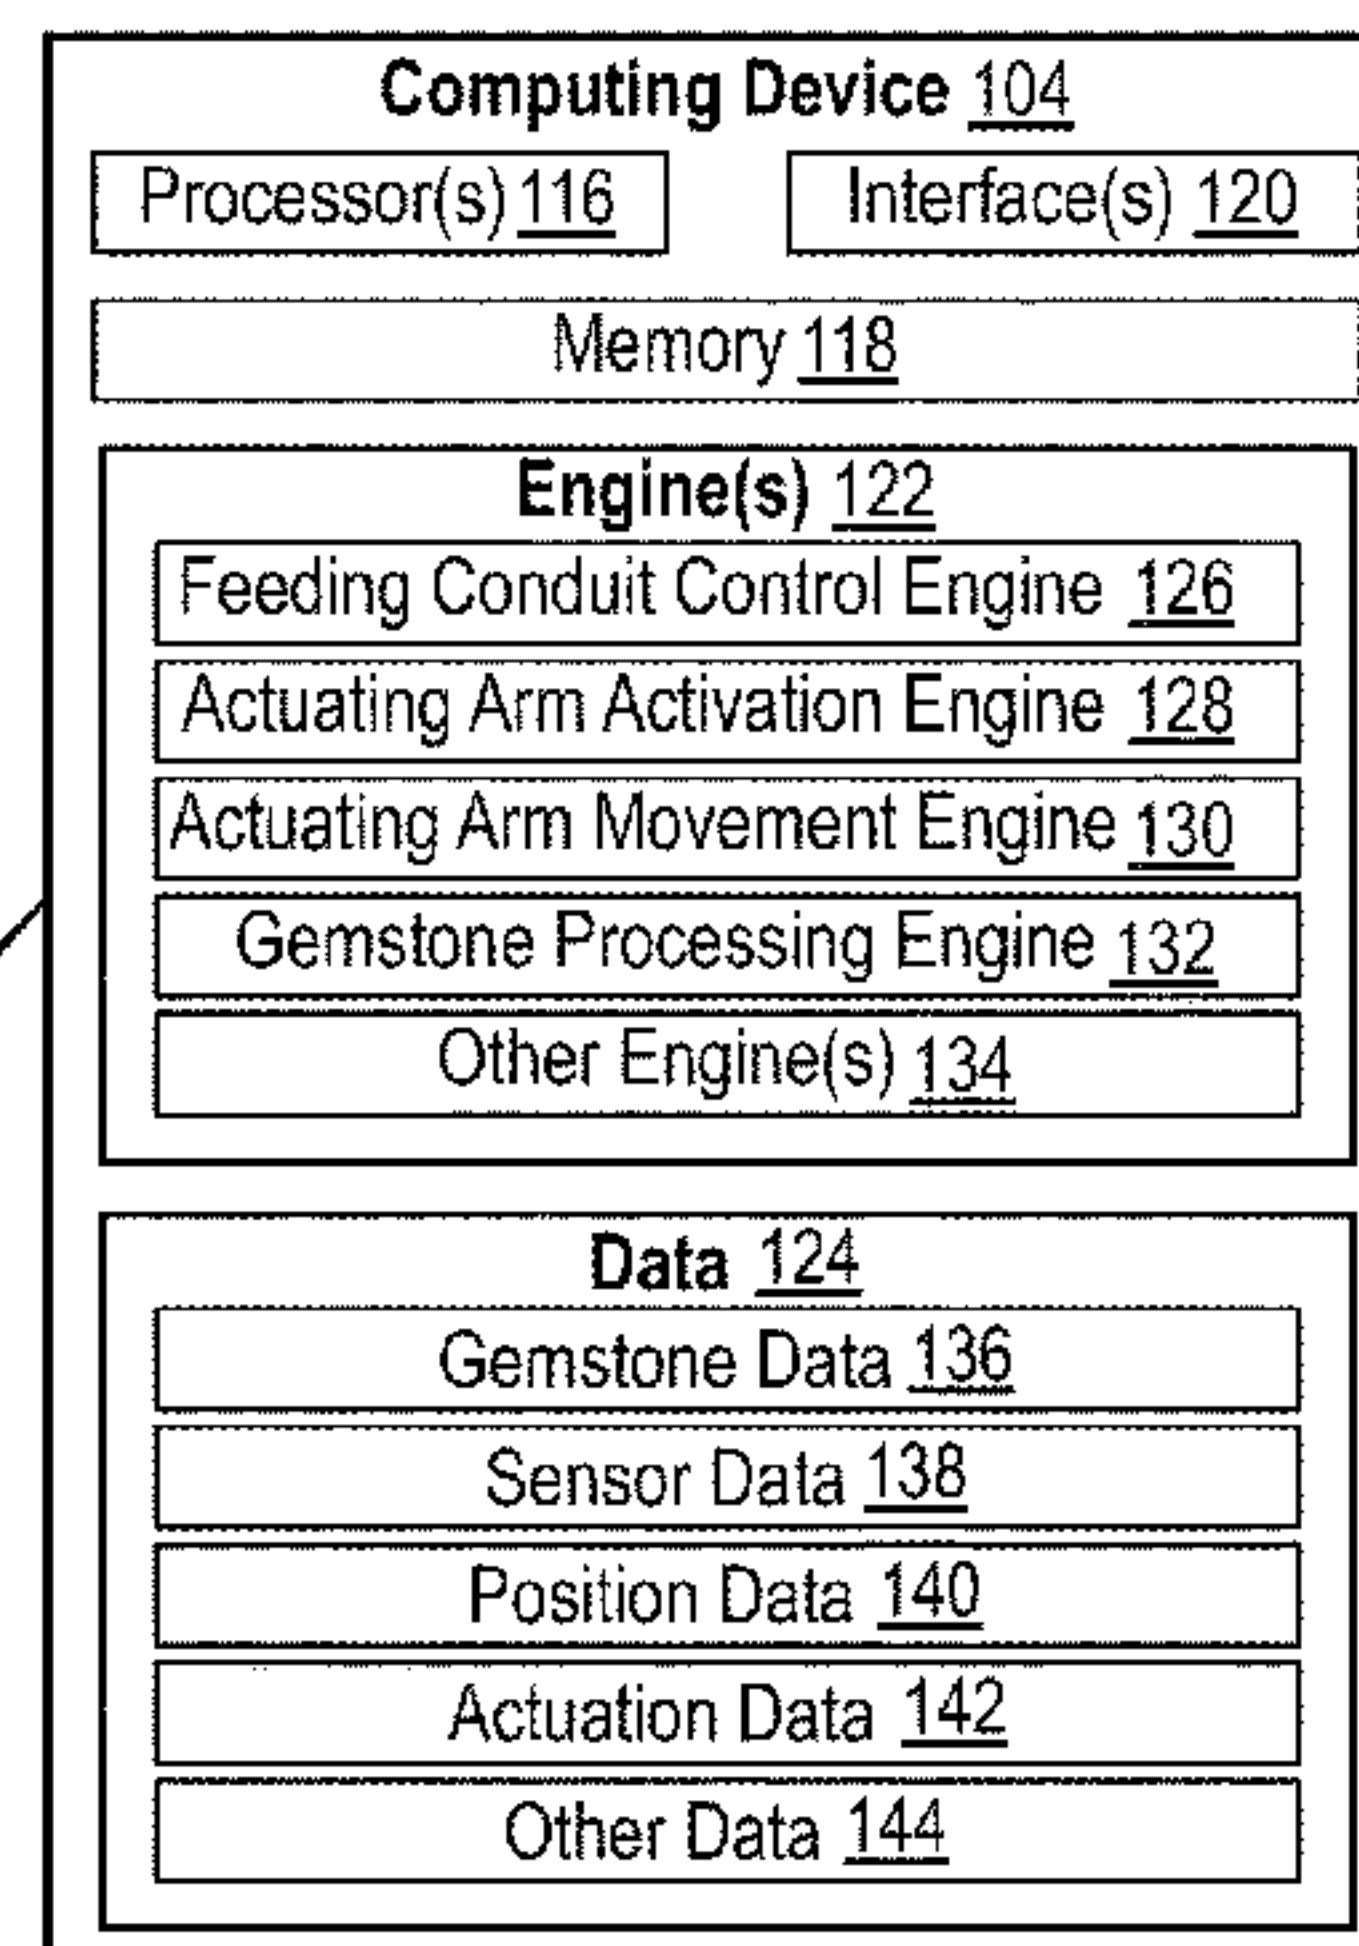 Computing Device 104
Processor(s) 116 Interface(s) 120
Memory 118
Engine(s) 122
Feeding Conduit Control Engine 126
Actuating Arm Activation Engine 128
Actuating Arm Movement Engine 130
Gemstone Processing Engine 132
Other Engine(s) 134
Data 124
Gemstone Data 136
Sensor Data 138
Position Data 140
Actuation Data 142
Other Data 144